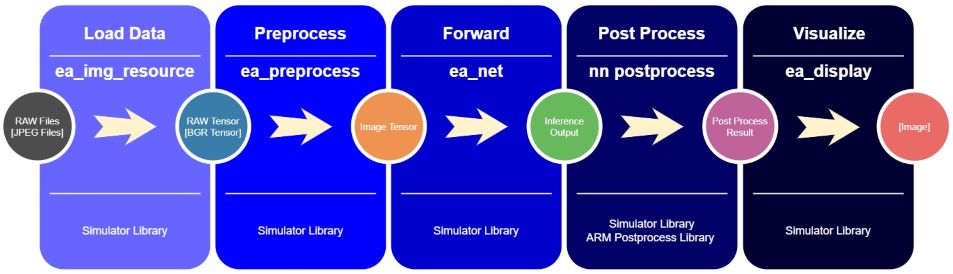 Load Data
Preprocess
Forward
Post Process
Visualize
ea_img_resource
ea_preprocess
ea_net
nn postprocess
ea_display
RAW Files
[JPEG Files]
RAW Tensor
[BGR Tensor]
Image Tensor
Inference
Output
Post Process
Result
[Image]
Simulator Library
Simulator Library
Simulator Library
Simulator Library
ARM Postprocess Library
Simulator Library